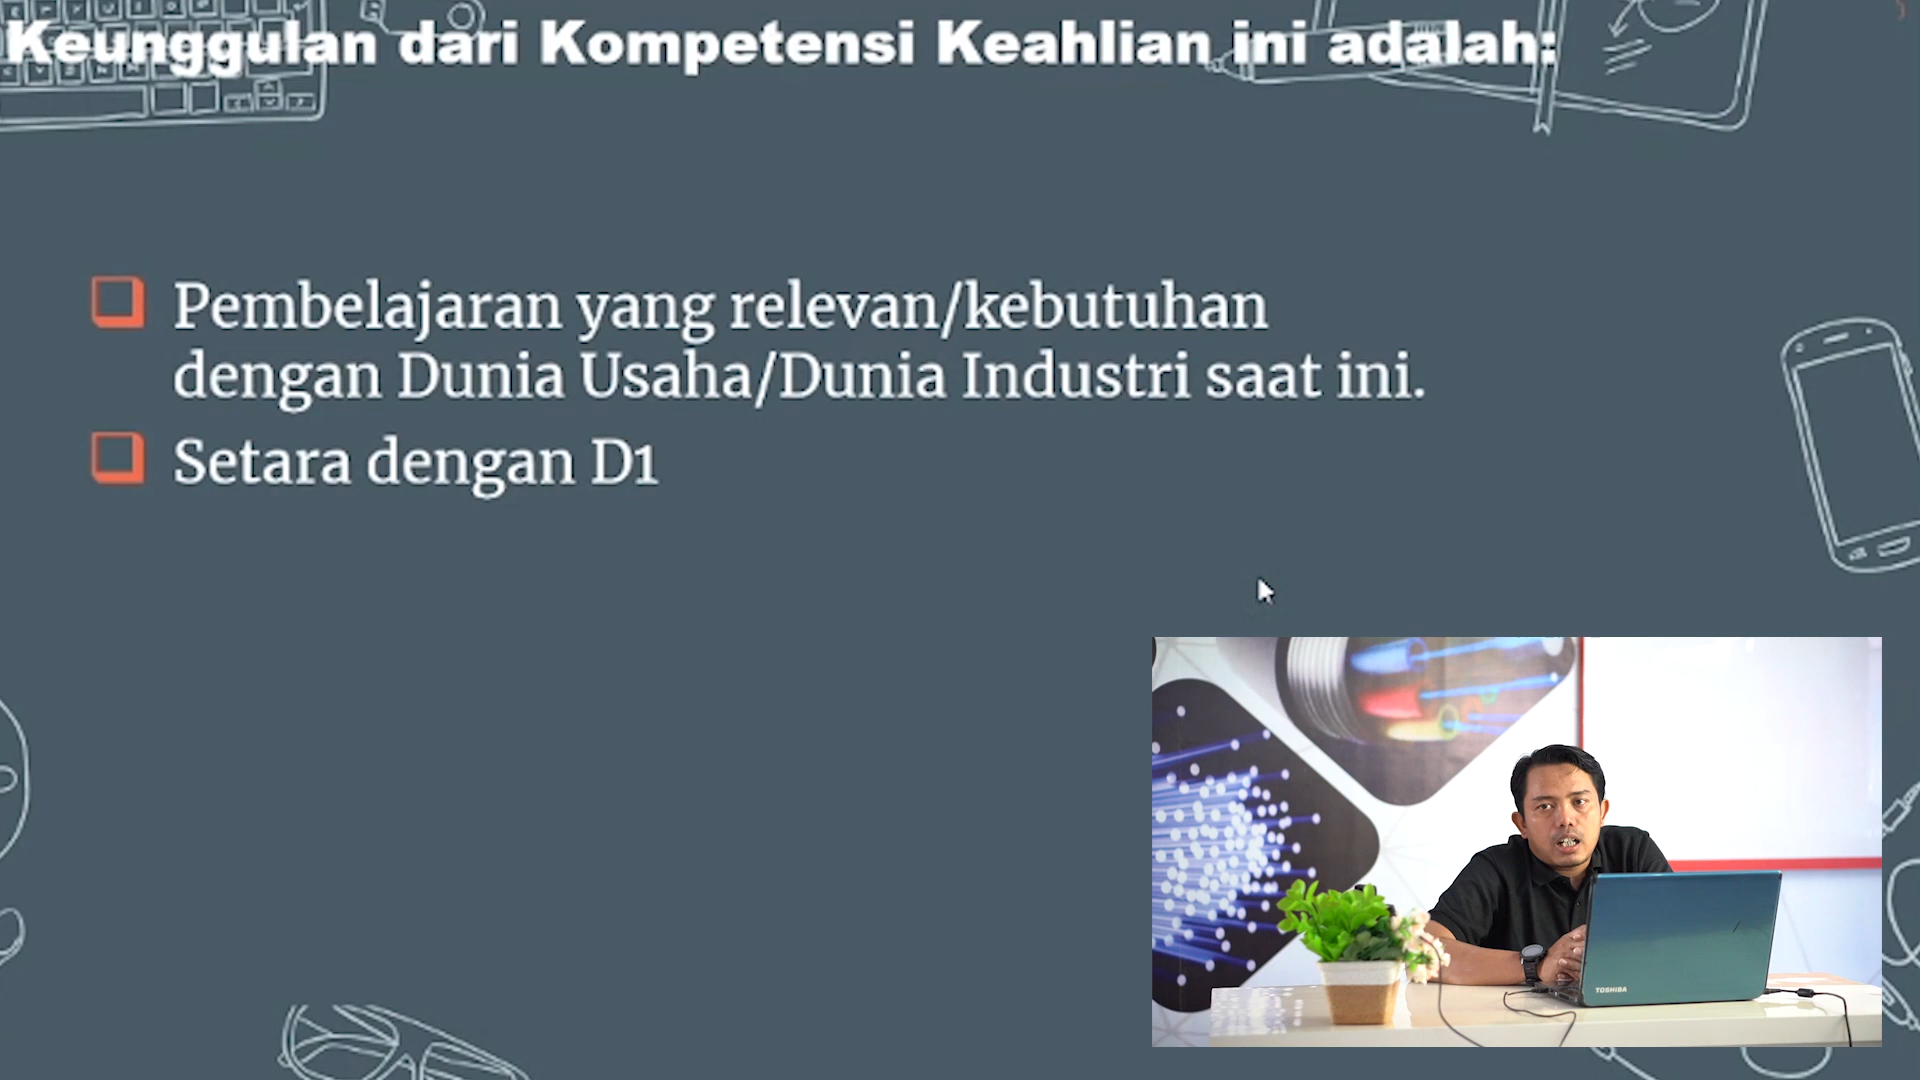 Keunggulan dari Kompetensi Keahlian ini adalah:
Pembelajaran yang relevan/kebutuhan
dengan Dunia Usaha/Dunia Industri saat ini.
Setara dengan D1
TOSHIBA